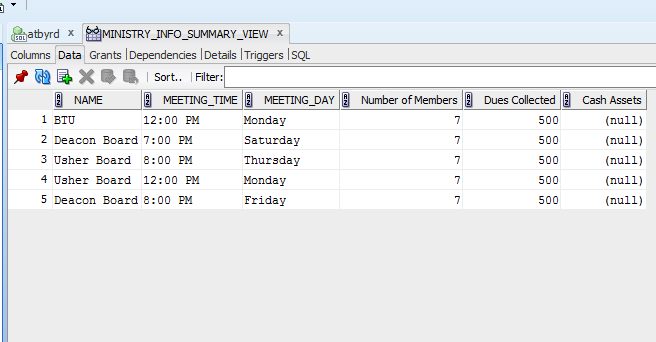 atbyrd x MINISTRY_INFO_SUMMARY_VIEW x
Columns Data Grants Dependencies Details Triggers SQL
Sort.. Filter:
NAME MEETING_TIME MEETING_DAY Number of Members Dues Collected Cash Assets
1 BTU 12:00 PM Monday 7 500 (null)
2 Deacon Board 7:00 PM Saturday 7 500 (null)
3 Usher Board 8:00 PM Thursday 7 500 (null)
4 Usher Board 12:00 PM Monday 7 500 (null)
5 Deacon Board 8:00 PM Friday 7 500 (null)